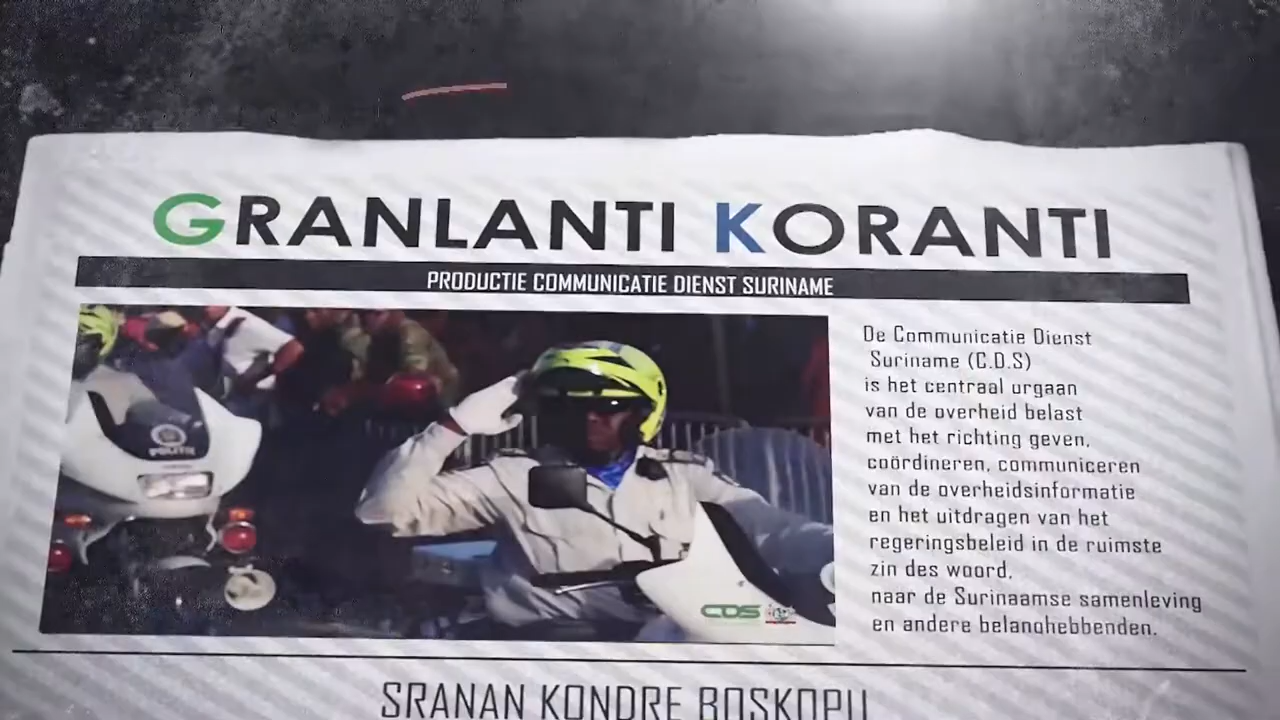 GRANLANTI KORANTI
PRODUCTIE COMMUNICATIE DIENST SURINAME
POLITIE
CDS
De Communicatie Dienst
Suriname (C.D.S)
is het centraal orgaan
van de overheid belast
met het richting geven,
coördineren, communiceren
van de overheidsinformatie
en het uitdragen van het
regeringsbeleid in de ruimste
zin des woord,
naar de Surinaamse samenleving
en andere belanghebbenden.
SRANAN KONDRE BOSKOPU